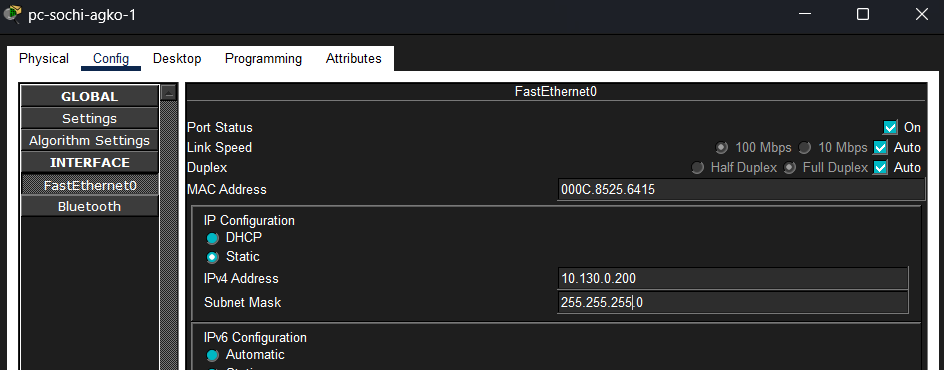 pc-sochi-agko-1
Physical Config Desktop Programming Attributes
GLOBAL
Settings
Algorithm Settings
INTERFACE
FastEthernet0
Bluetooth
FastEthernet0
Port Status On
Link Speed 100 Mbps 10 Mbps Auto
Duplex Half Duplex Full Duplex Auto
MAC Address 000C.8525.6415
IP Configuration
DHCP
Static
IPv4 Address 10.130.0.200
Subnet Mask 255.255.255.0
IPv6 Configuration
Automatic